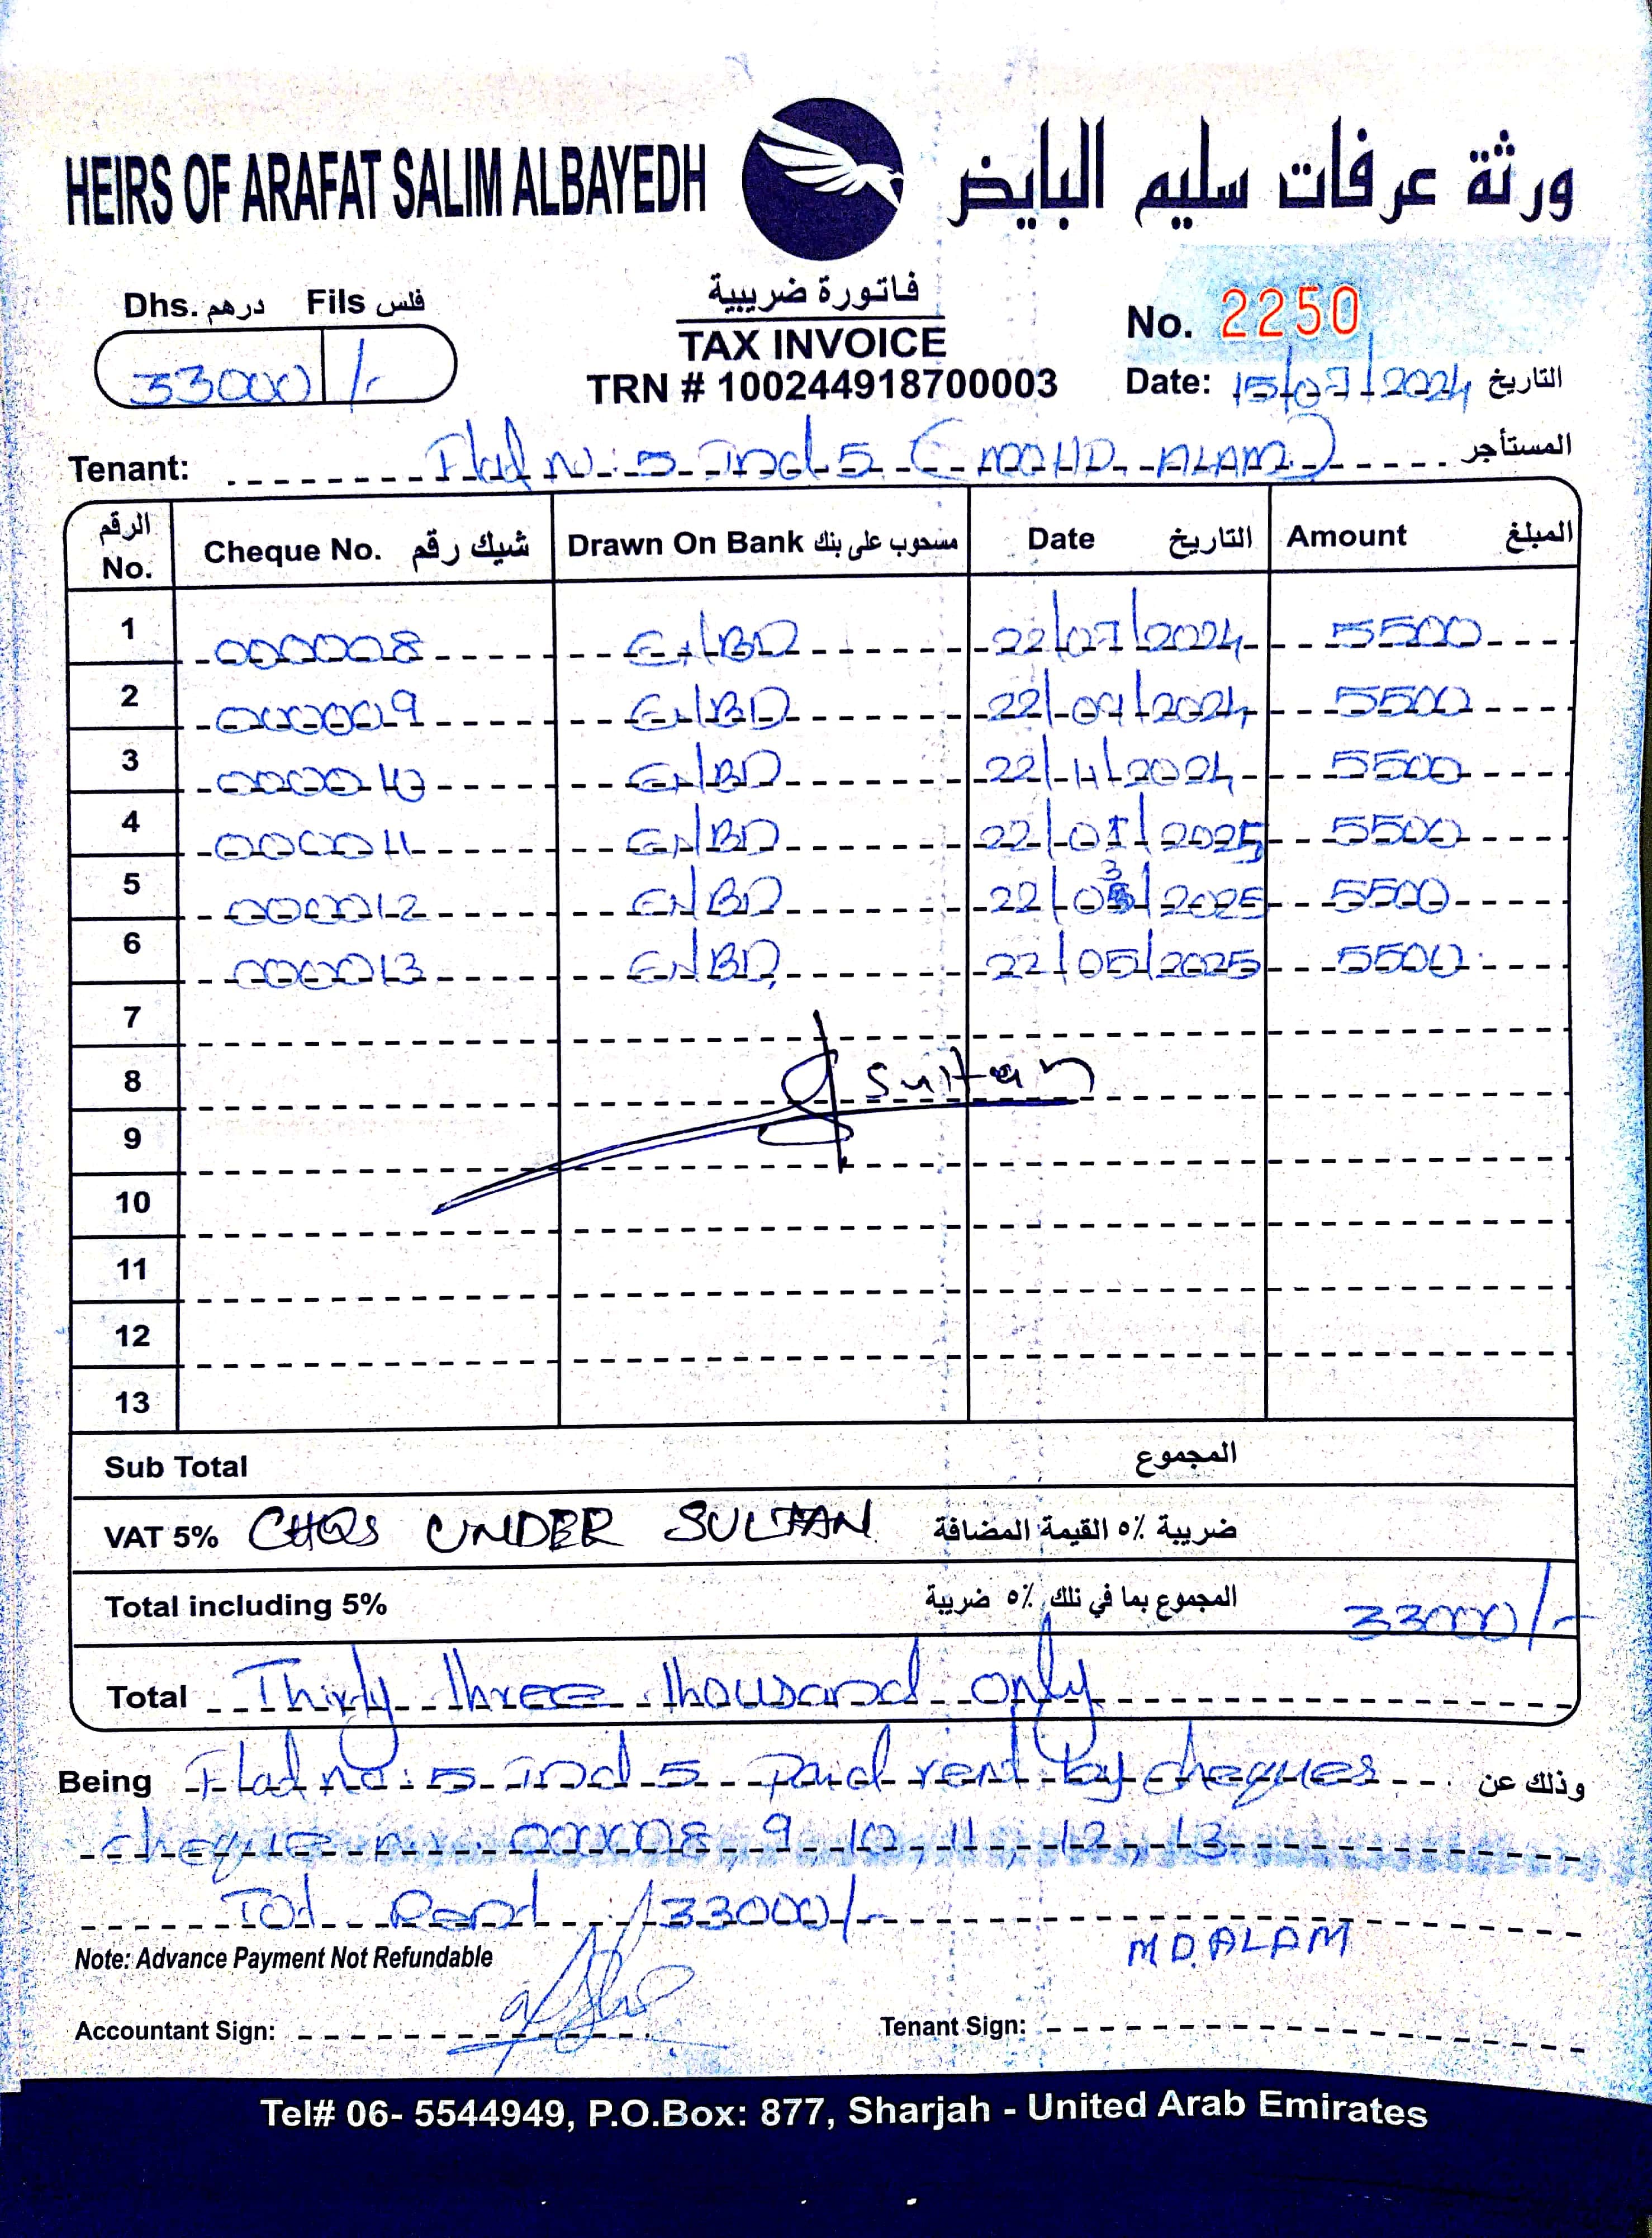 HEIRS OF ARAFAT SALIM ALBAYEDH ورثة عرفات سليم البايض
Dhs. درهم Fils فلس
33000 /-
فاتورة ضريبية
TAX INVOICE
TRN # 100244918700003
No. 2250
Date: 15/07/2024 التاريخ
Tenant: Flat no: 5 Ind 5 (MOHD ALAM) المستأجر
الرقم No. Cheque No. شيك رقم Drawn On Bank مسحوب على بنك Date التاريخ Amount المبلغ
1 000008 ENBD 22/07/2024 5500
2 000009 ENBD 22/09/2024 5500
3 000010 ENBD 22/11/2024 5500
4 000011 ENBD 22/01/2025 5500
5 000012 ENBD 22/03/2025 5500
6 000013 ENBD 22/05/2025 5500
7
8 Sultan
9
10
11
12
13
Sub Total المجموع
VAT 5% CHQS UNDER SULTAN ضريبة ٥٪ القيمة المضافة
Total including 5% المجموع بما في ذلك ٥٪ ضريبة 33000/-
Total Thirty three thousand only
Being Flat no: 5 Ind 5 paid rent by cheques وذلك عن
cheque no. 000008, 9, 10, 11, 12, 13
Tot Rent 33000/-
Note: Advance Payment Not Refundable
MD. ALAM
Accountant Sign: Tenant Sign:
Tel# 06- 5544949, P.O.Box: 877, Sharjah - United Arab Emirates